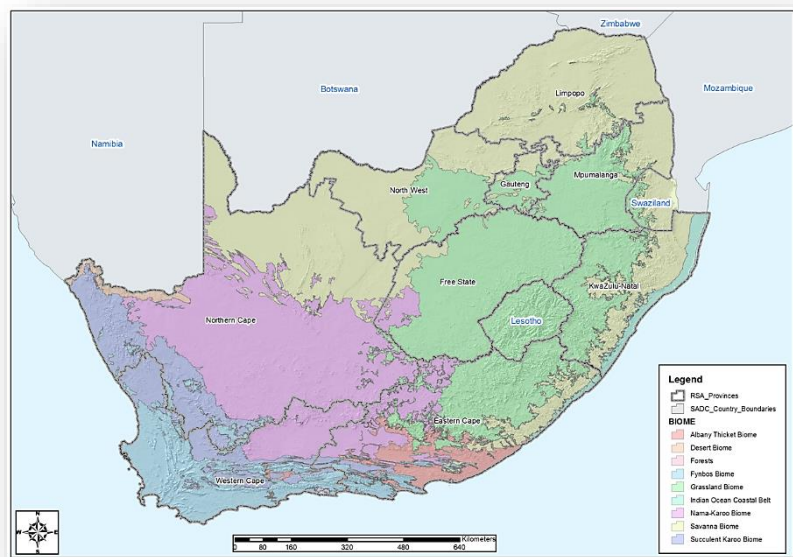 Zimbabwe
Limpopo
Botswana
Mozambique
Namibia
North West
Gauteng
Mpumalanga
Swaziland
Free State
KwaZulu-Natal
Northern Cape
Lesotho
Eastern Cape
Western Cape
Legend
RSA_Provinces
SADC_Country_Boundaries
BIOME
Albany Thicket Biome
Desert Biome
Forests
Fynbos Biome
Grassland Biome
Indian Ocean Coastal Belt
Nama-Karoo Biome
Savanna Biome
Succulent Karoo Biome
N
W E
S
Kilometers
0 80 160 320 480 640